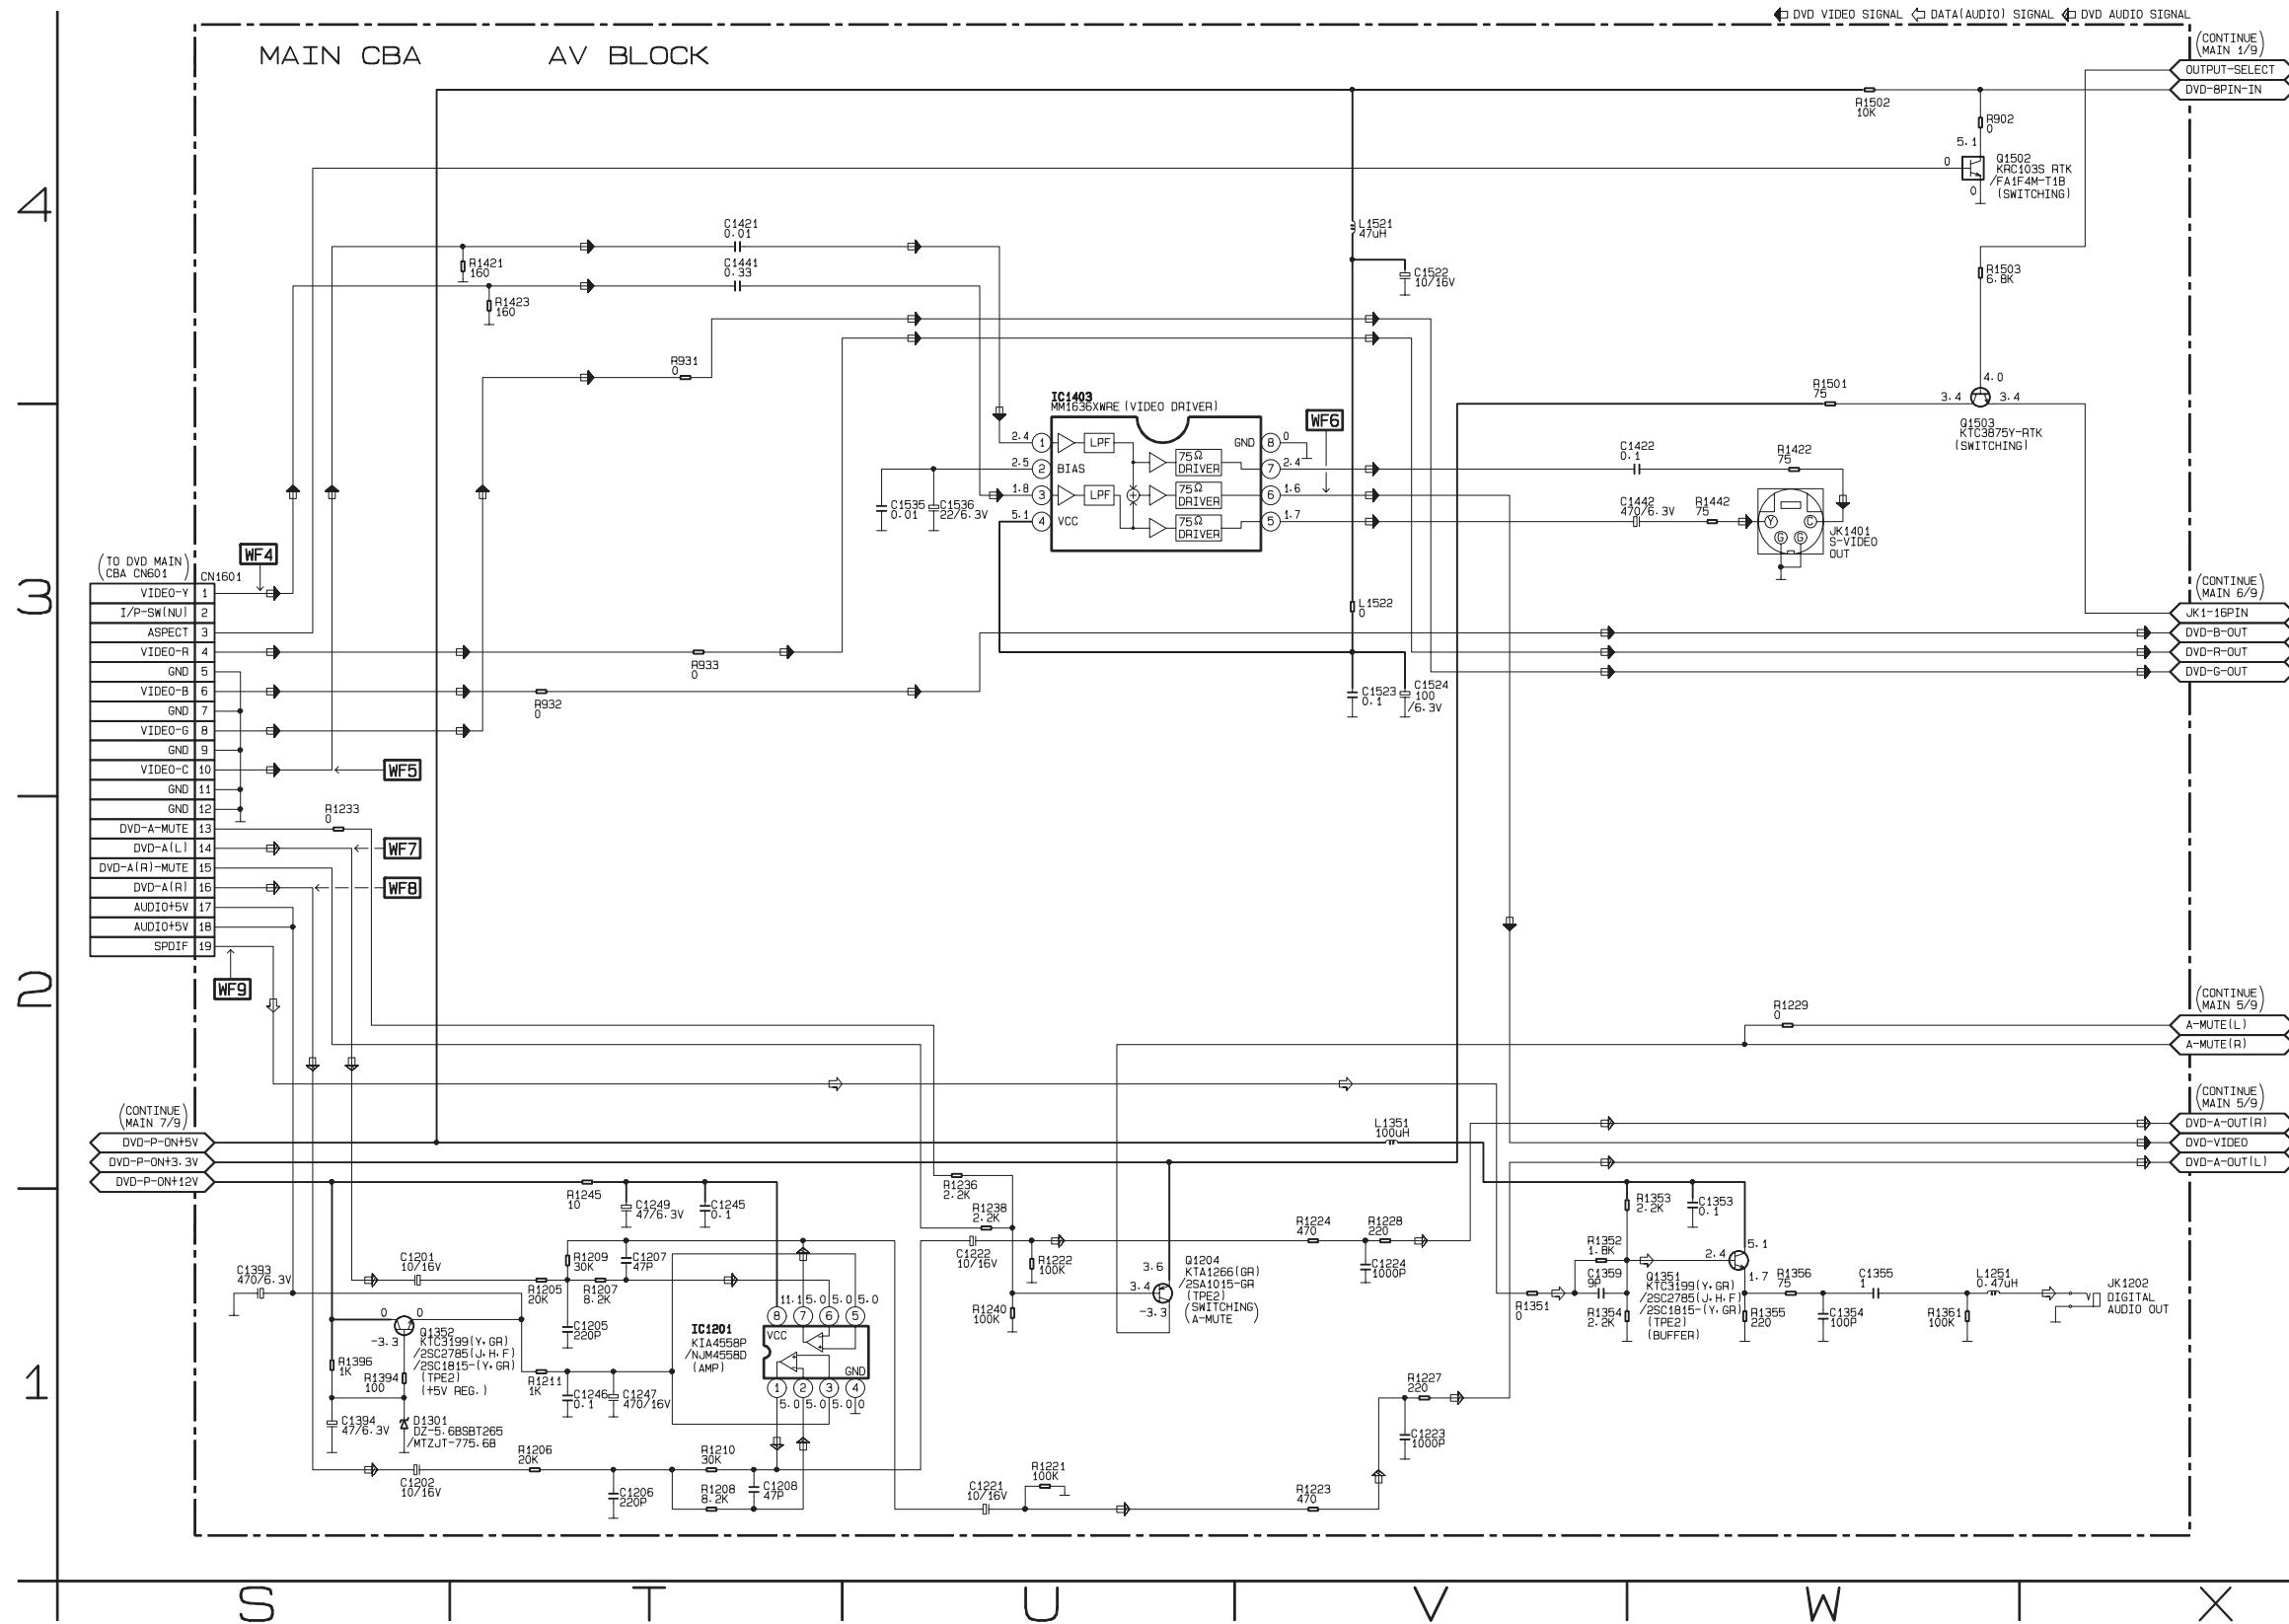 DVD VIDEO SIGNAL DATA(AUDIO) SIGNAL DVD AUDIO SIGNAL
MAIN CBA AV BLOCK
(CONTINUE
MAIN 1/9)
OUTPUT-SELECT
DVD-8PIN-IN
R1502
10K
R902
0
5.1
0
0
Q1502
KRC103S RTK
/FA1F4M-T1B
(SWITCHING)
4
C1421
0.01
L1521
47uH
R1421
160
C1441
0.33
C1522
10/16V
R1503
6.8K
R1423
160
R931
0
R1501
75
4.0
3.4
3.4
Q1503
KTC3875Y-RTK
(SWITCHING)
IC1403
MM1636XWRE (VIDEO DRIVER)
WF6
2.4 1 LPF GND 8 0
2.5 2 BIAS 75Ω DRIVER 7 2.4
1.8 3 LPF 75Ω DRIVER 6 1.6
5.1 4 VCC 75Ω DRIVER 5 1.7
C1535
0.01
C1536
22/6.3V
C1422
0.1
R1422
75
C1442
470/6.3V
R1442
75
Y C
G G
JK1401
S-VIDEO
OUT
3
WF4
(TO DVD MAIN
CBA CN601)
CN1601
VIDEO-Y 1
I/P-SW(NU) 2
ASPECT 3
VIDEO-R 4
GND 5
VIDEO-B 6
GND 7
VIDEO-G 8
GND 9
VIDEO-C 10
GND 11
GND 12
DVD-A-MUTE 13
DVD-A(L) 14
DVD-A(R)-MUTE 15
DVD-A(R) 16
AUDIO+5V 17
AUDIO+5V 18
SPDIF 19
L1522
0
(CONTINUE
MAIN 6/9)
JK1-16PIN
DVD-B-OUT
DVD-R-OUT
DVD-G-OUT
R933
0
R932
0
C1523
0.1
C1524
100
/6.3V
WF5
R1233
0
WF7
WF8
WF9
2
R1229
0
(CONTINUE
MAIN 5/9)
A-MUTE(L)
A-MUTE(R)
(CONTINUE
MAIN 7/9)
DVD-P-ON+5V
DVD-P-ON+3.3V
DVD-P-ON+12V
L1351
100uH
(CONTINUE
MAIN 5/9)
DVD-A-OUT(R)
DVD-VIDEO
DVD-A-OUT(L)
R1245
10
C1249
47/6.3V
C1245
0.1
R1236
2.2K
R1238
2.2K
R1224
470
R1228
220
R1353
2.2K
C1353
0.1
C1393
470/6.3V
C1201
10/16V
R1209
30K
C1207
47P
C1222
10/16V
R1222
100K
C1224
1000P
R1205
20K
R1207
8.2K
3.6
3.4
-3.3
Q1204
KTA1266(GR)
/2SA1015-GR
(TPE2)
(SWITCHING)
A-MUTE
R1240
100K
R1352
1.8K
C1359
9P
R1351
0
R1354
2.2K
2.4
5.1
1.7
Q1351
KTC3199(Y,GR)
/2SC2785(J,H,F)
/2SC1815-(Y,GR)
(TPE2)
(BUFFER)
R1355
220
R1356
75
C1354
100P
C1355
1
R1361
100K
L1251
0.47uH
JK1202
DIGITAL
AUDIO OUT
0 0
-3.3
Q1352
KTC3199(Y,GR)
/2SC2785(J,H,F)
/2SC1815-(Y,GR)
(TPE2)
(+5V REG.)
R1396
1K
R1394
100
C1205
220P
11.1 5.0 5.0 5.0
8 7 6 5
VCC
GND
1 2 3 4
5.0 5.0 5.0 0
IC1201
KIA4558P
/NJM4558D
(AMP)
R1211
1K
C1246
0.1
C1247
470/16V
1
C1394
47/6.3V
D1301
DZ-5.6BSBT265
/MTZJT-775.6B
R1227
220
C1223
1000P
C1202
10/16V
R1206
20K
C1206
220P
R1210
30K
R1208
8.2K
C1208
47P
C1221
10/16V
R1221
100K
R1223
470
S T U V W X